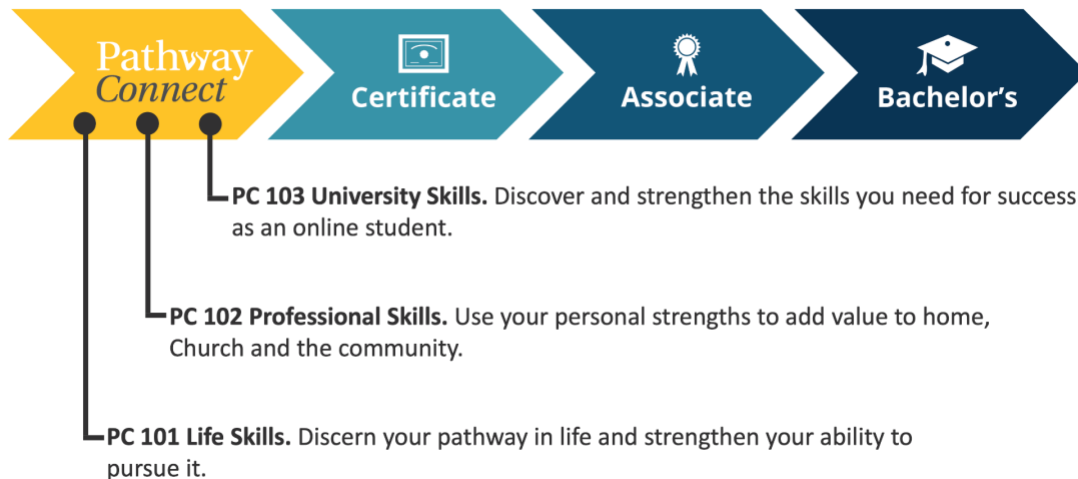 Pathway
Connect
Certificate
Associate
Bachelor's
PC 103 University Skills. Discover and strengthen the skills you need for success
as an online student.
PC 102 Professional Skills. Use your personal strengths to add value to home,
Church and the community.
PC 101 Life Skills. Discern your pathway in life and strengthen your ability to
pursue it.